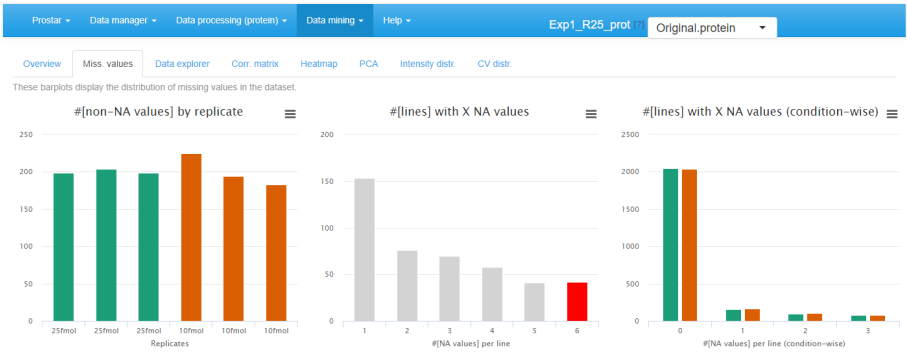 Prostar Data manager Data processing (protein) Data mining Help Exp1_R25_prot [?] Original.protein
Overview Miss. values Data explorer Corr. matrix Heatmap PCA Intensity distr. CV distr.
These barplots display the distribution of missing values in the dataset.
#[non-NA values] by replicate
250
200
150
100
50
0
25fmol 25fmol 25fmol 10fmol 10fmol 10fmol
Replicates
#[lines] with X NA values
200
150
100
50
0
1 2 3 4 5 6
#[NA values] per line
#[lines] with X NA values (condition-wise)
2500
2000
1500
1000
500
0
0 1 2 3
#[NA values] per line (condition-wise)